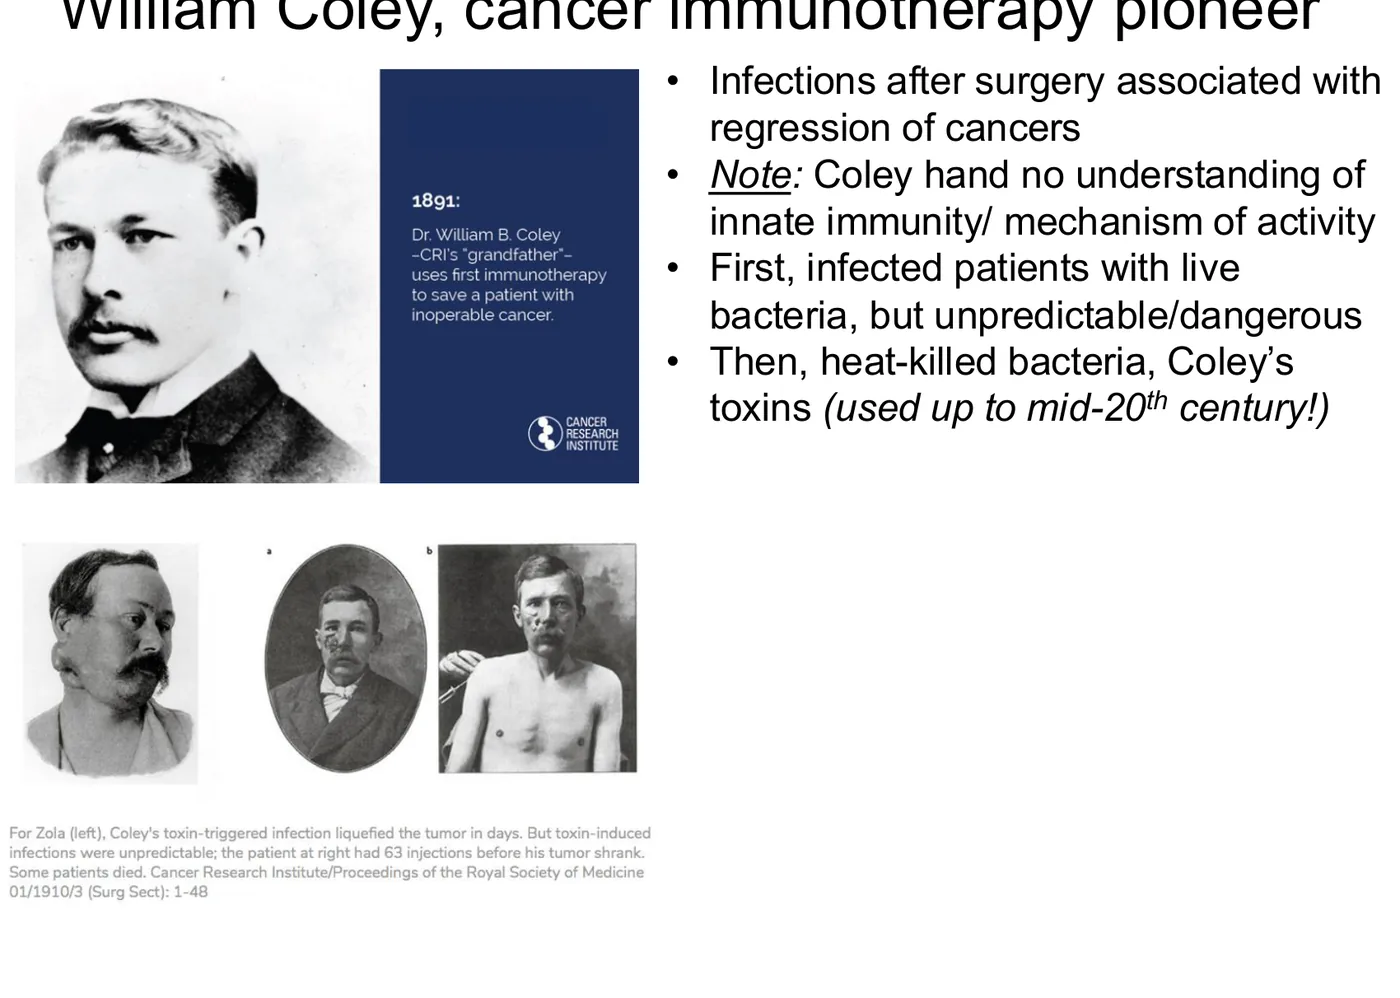 William Coley, cancer immunotherapy pioneer
1891:
Dr. William B. Coley
–CRI's "grandfather"–
uses first immunotherapy
to save a patient with
inoperable cancer.
CANCER
RESEARCH
INSTITUTE
• Infections after surgery associated with
regression of cancers
• Note: Coley hand no understanding of
innate immunity/ mechanism of activity
• First, infected patients with live
bacteria, but unpredictable/dangerous
• Then, heat-killed bacteria, Coley’s
toxins (used up to mid-20th century!)
a
b
For Zola (left), Coley's toxin-triggered infection liquefied the tumor in days. But toxin-induced
infections were unpredictable; the patient at right had 63 injections before his tumor shrank.
Some patients died. Cancer Research Institute/Proceedings of the Royal Society of Medicine
01/1910/3 (Surg Sect): 1-48